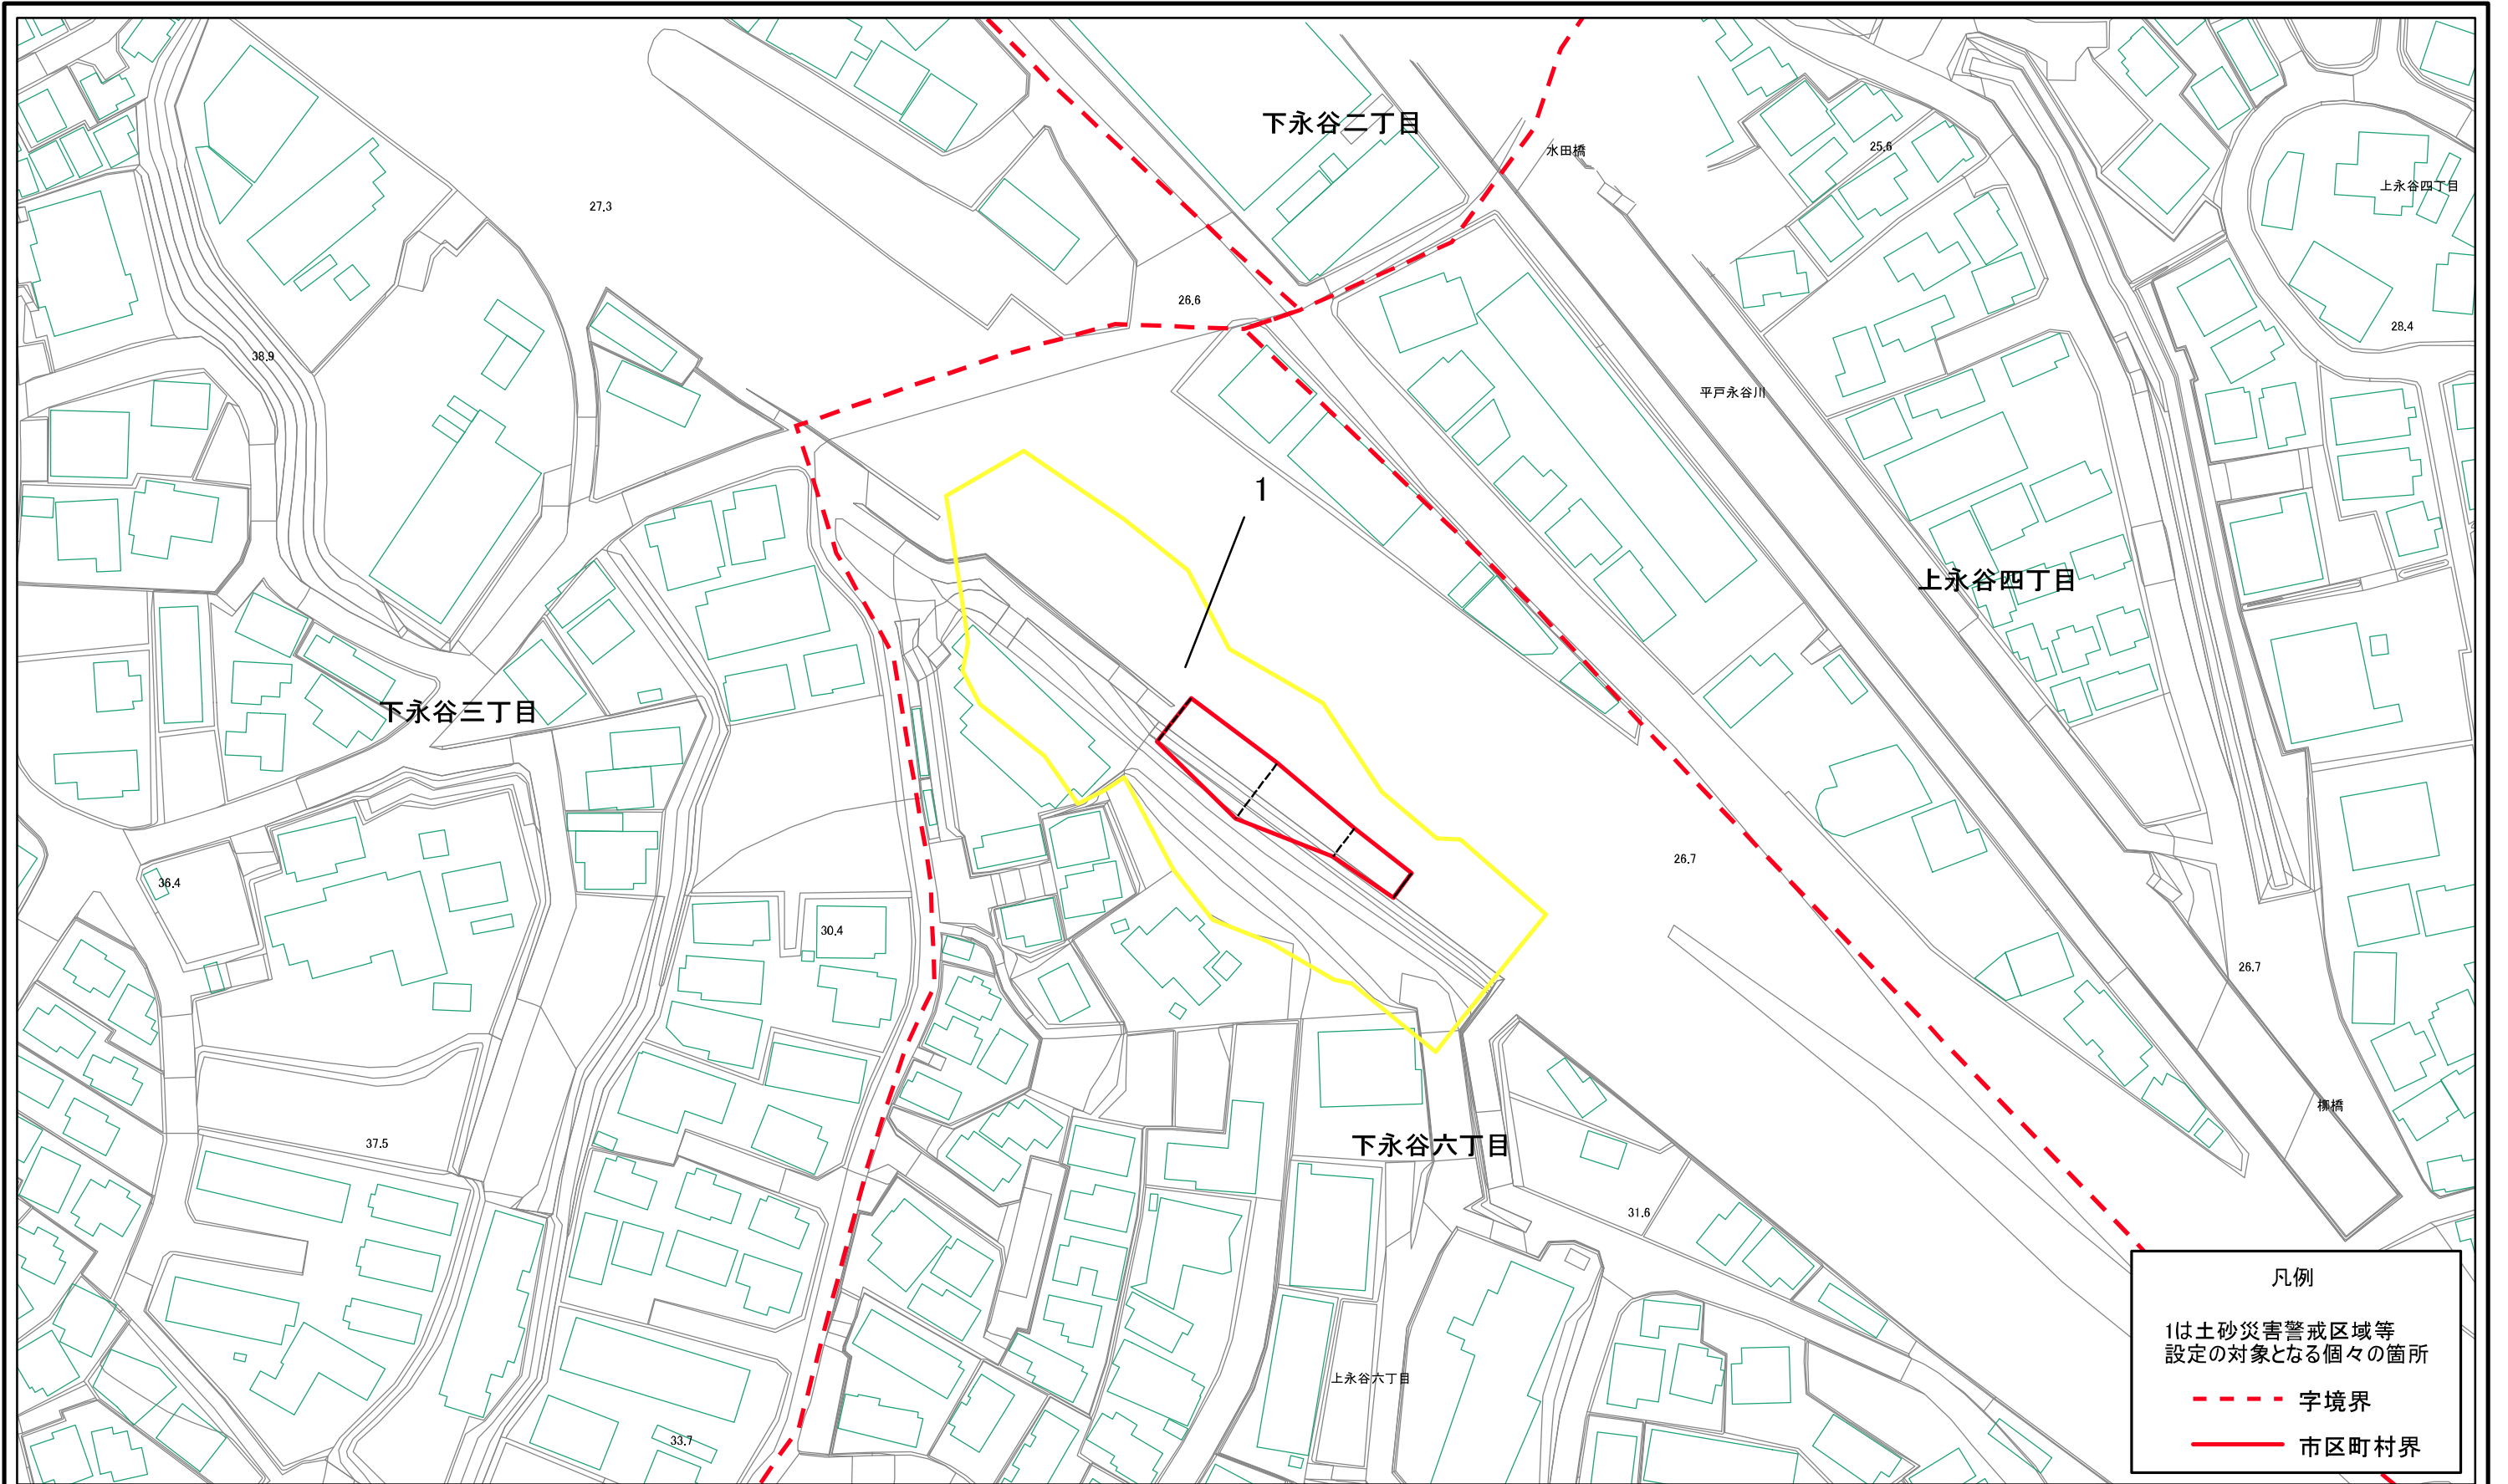 下永谷二丁目
水田橋
25.6
上永谷四丁目
27.3
26.6
28.4
38.9
平戸永谷川
1
上永谷四丁目
下永谷三丁目
26.7
36.4
30.4
26.7
柳橋
37.5
下永谷六丁目
31.6
上永谷六丁目
33.7
凡例
1は土砂災害警戒区域等
設定の対象となる個々の箇所
字境界
市区町村界